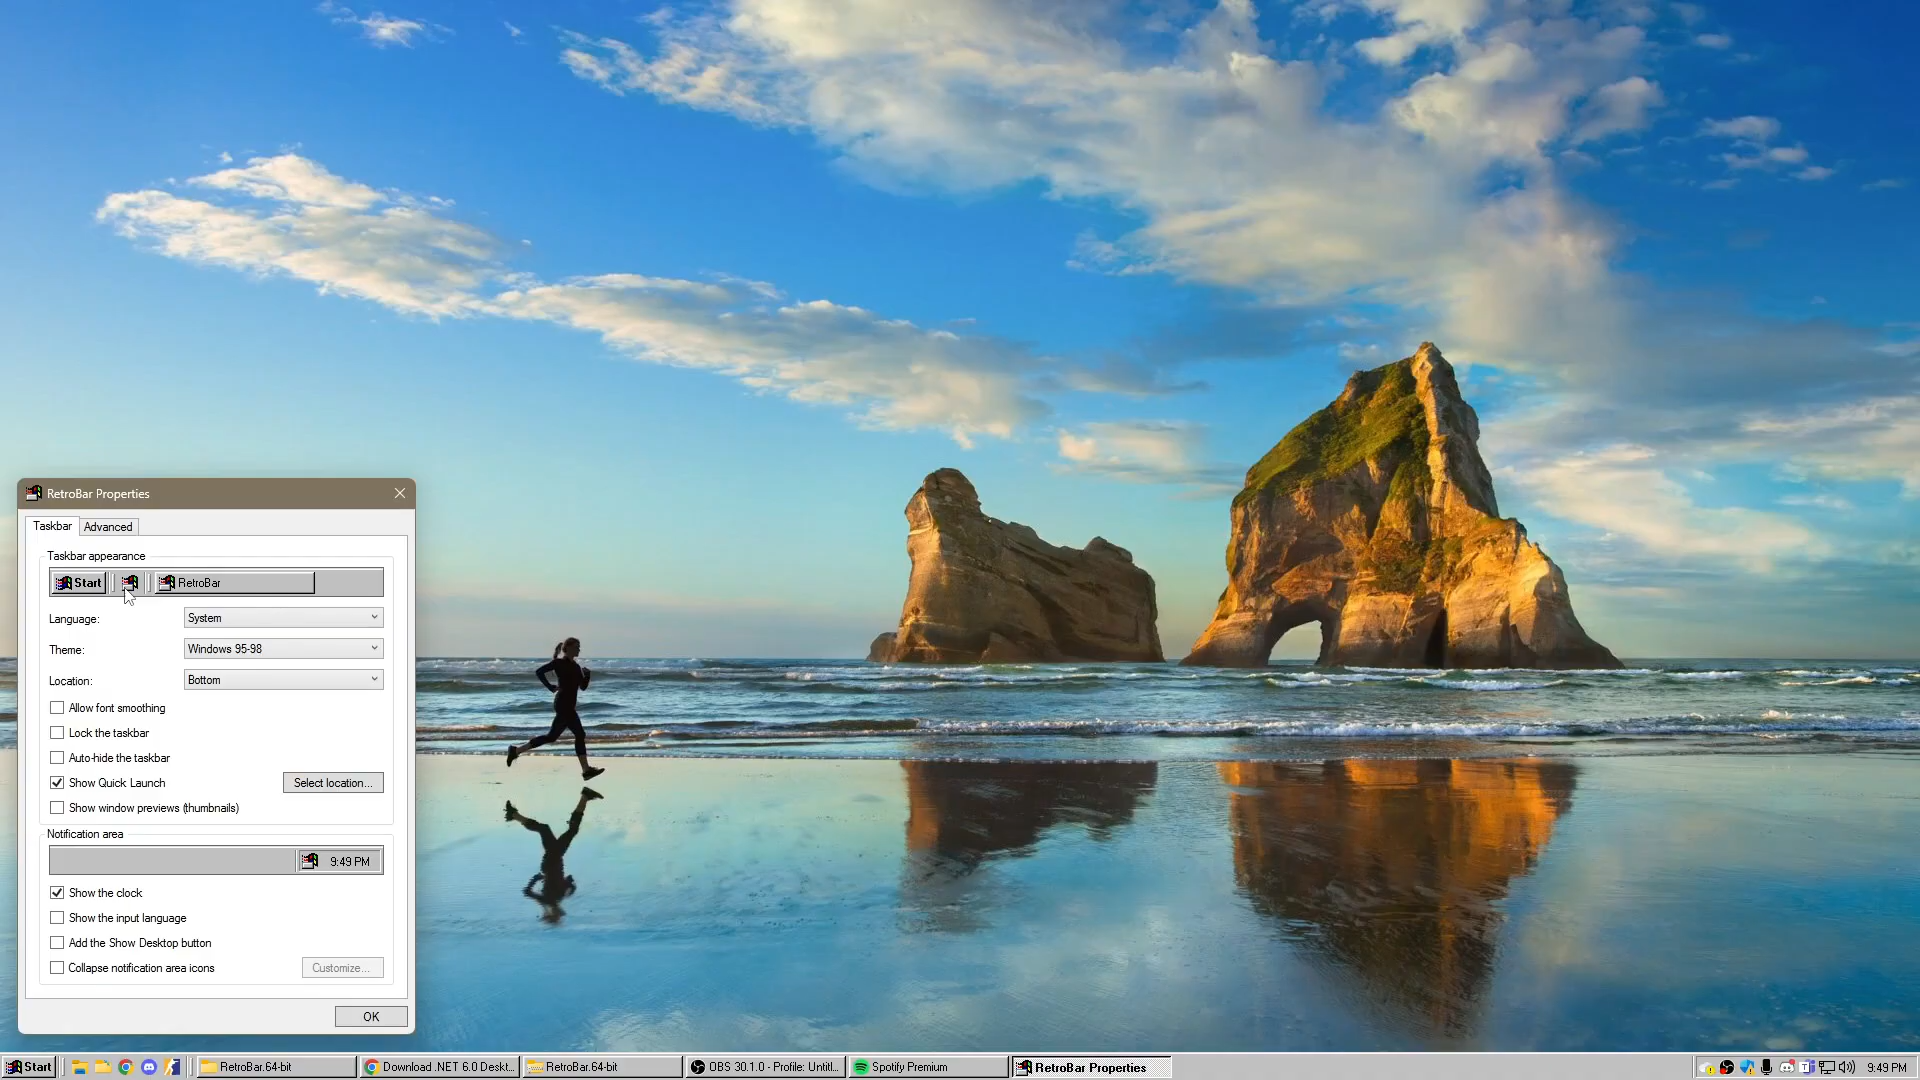 RetroBar Properties
Taskbar
Advanced
Taskbar appearance
Start
RetroBar
Language:
System
Theme:
Windows 95-98
Location:
Bottom
Allow font smoothing
Lock the taskbar
Auto-hide the taskbar
Show Quick Launch
Select location...
Show window previews (thumbnails)
Notification area
9:49 PM
Show the clock
Show the input language
Add the Show Desktop button
Collapse notification area icons
Customize...
OK
Start
RetroBar.64-bit
Download .NET 6.0 Deskt...
RetroBar.64-bit
OBS 30.1.0 - Profile: Untitl...
Spotify Premium
RetroBar Properties
9:49 PM